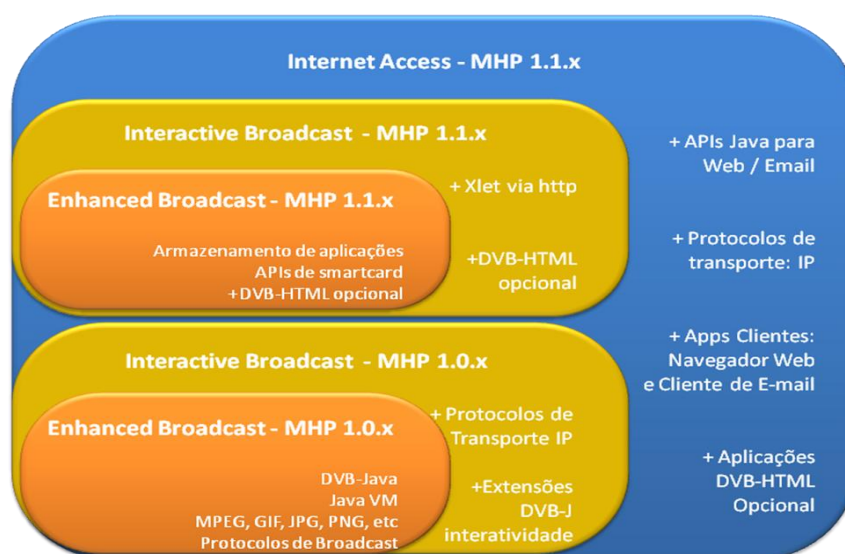 Internet Access - MHP 1.1.x
Interactive Broadcast - MHP 1.1.x
Enhanced Broadcast - MHP 1.1.x
Armazenamento de aplicações
APIs de smartcard
+DVB-HTML opcional
+ Xlet via http
+DVB-HTML
opcional
Interactive Broadcast - MHP 1.0.x
Enhanced Broadcast - MHP 1.0.x
DVB-Java
Java VM
MPEG, GIF, JPG, PNG, etc
Protocolos de Broadcast
+ Protocolos de
Transporte IP
+Extensões
DVB-J
interatividade
+ APIs Java para
Web / Email
+ Protocolos de
transporte: IP
+ Apps Clientes:
Navegador Web
e Cliente de E-mail
+ Aplicações
DVB-HTML
Opcional